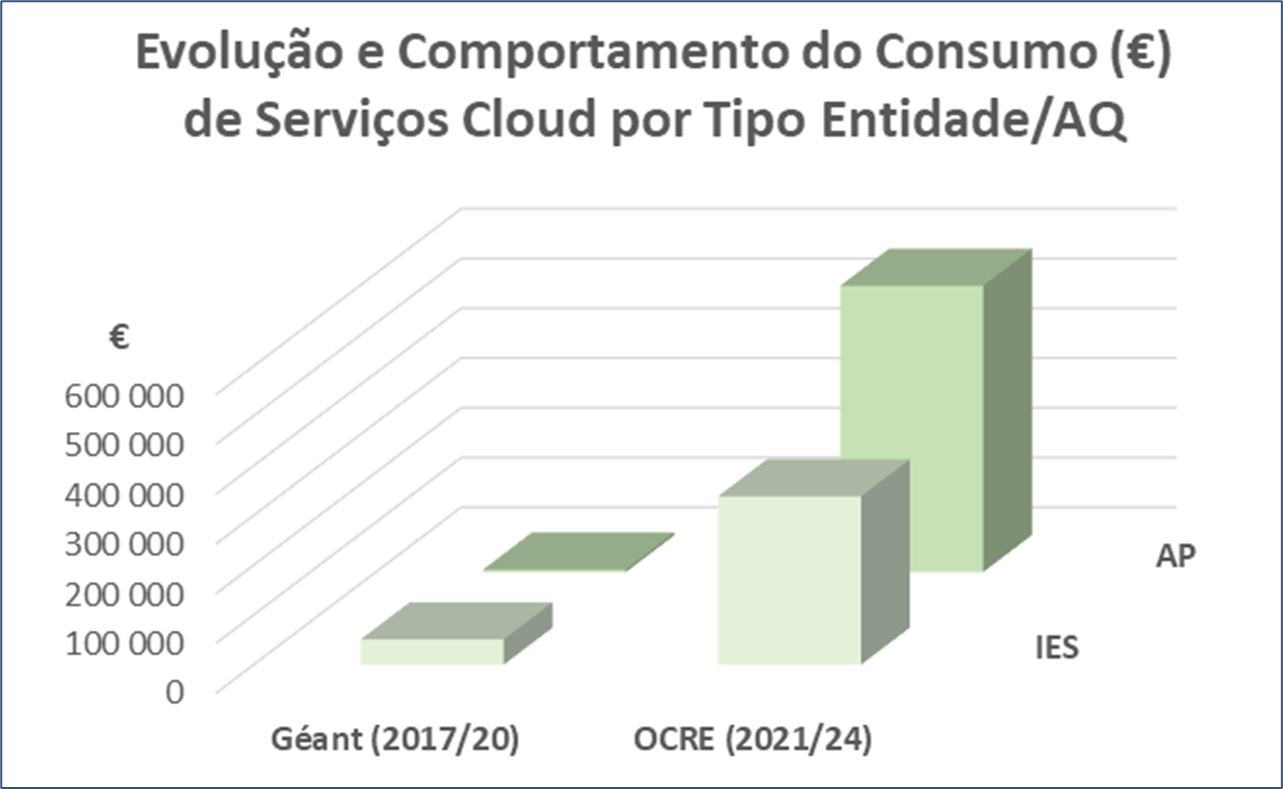 Evolução e Comportamento do Consumo (€)
de Serviços Cloud por Tipo Entidade/AQ
€
600 000
500 000
400 000
300 000
200 000
100 000
0
AP
IES
Géant (2017/20)
OCRE (2021/24)